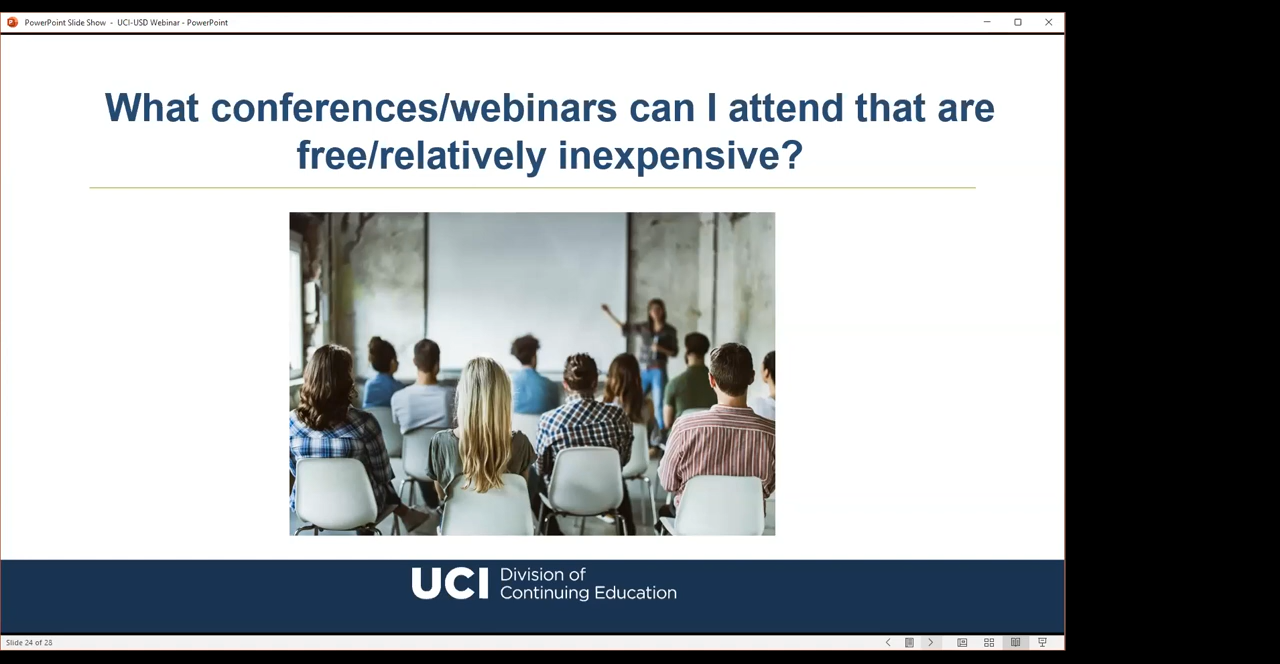 PowerPoint Slide Show - UCI-USD Webinar - PowerPoint
What conferences/webinars can I attend that are
free/relatively inexpensive?
UCI Division of
Continuing Education
Slide 24 of 28